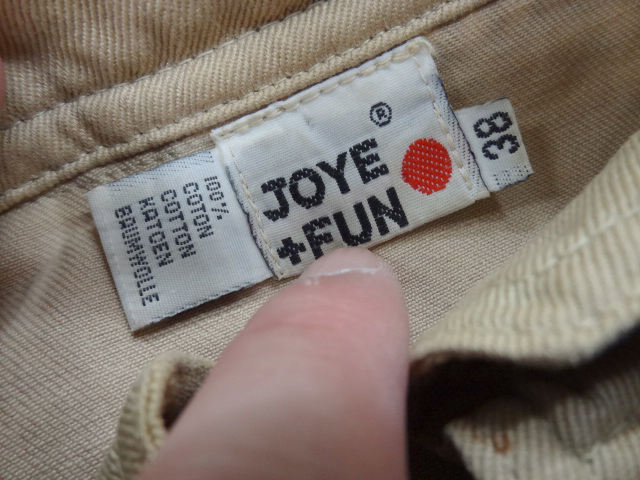 ®
JOYE
+FUN
38
100%
COTON
COTTON
KATOEN
BAUMWOLLE